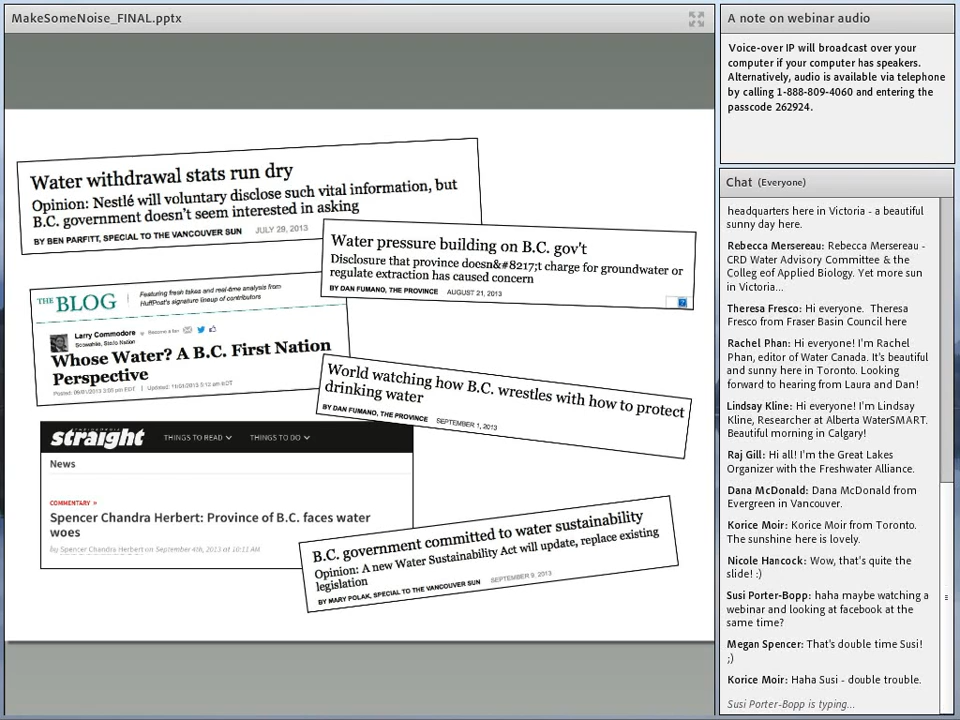 MakeSomeNoise_FINAL.pptx
Water withdrawal stats run dry
Opinion: Nestlé will voluntary disclose such vital information, but
B.C. government doesn't seem interested in asking
BY BEN PARFITT, SPECIAL TO THE VANCOUVER SUN JULY 29, 2013
Water pressure building on B.C. gov't
Disclosure that province doesn&#8217;t charge for groundwater or
regulate extraction has caused concern
BY DAN FUMANO, THE PROVINCE AUGUST 21, 2013
THE BLOG
Featuring fresh takes and real-time analysis from
HuffPost's signature lineup of contributors
Larry Commodore Become a fan
Whose Water? A B.C. First Nation
Perspective
World watching how B.C. wrestles with how to protect
drinking water
BY DAN FUMANO, THE PROVINCE SEPTEMBER 1, 2013
straight THINGS TO READ THINGS TO DO
News
COMMENTARY »
Spencer Chandra Herbert: Province of B.C. faces water
woes
by Spencer Chandra Herbert on September 4th, 2013 at 10:11 AM
B.C. government committed to water sustainability
Opinion: A new Water Sustainability Act will update, replace existing
legislation
BY MARY POLAK, SPECIAL TO THE VANCOUVER SUN SEPTEMBER 9, 2013
A note on webinar audio
Voice-over IP will broadcast over your
computer if your computer has speakers.
Alternatively, audio is available via telephone
by calling 1-888-809-4060 and entering the
passcode 262924.
Chat (Everyone)
headquarters here in Victoria - a beautiful
sunny day here.
Rebecca Mersereau: Rebecca Mersereau -
CRD Water Advisory Committee & the
Colleg eof Applied Biology. Yet more sun
in Victoria...
Theresa Fresco: Hi everyone. Theresa
Fresco from Fraser Basin Council here
Rachel Phan: Hi everyone! I'm Rachel
Phan, editor of Water Canada. It's beautiful
and sunny here in Toronto. Looking
forward to hearing from Laura and Dan!
Lindsay Kline: Hi everyone! I'm Lindsay
Kline, Researcher at Alberta WaterSMART.
Beautiful morning in Calgary!
Raj Gill: Hi all! I'm the Great Lakes
Organizer with the Freshwater Alliance.
Dana McDonald: Dana McDonald from
Evergreen in Vancouver.
Korice Moir: Korice Moir from Toronto.
The sunshine here is lovely.
Nicole Hancock: Wow, that's quite the
slide! :)
Susi Porter-Bopp: haha maybe watching a
webinar and looking at facebook at the
same time?
Megan Spencer: That's double time Susi!
;)
Korice Moir: Haha Susi - double trouble.
Susi Porter-Bopp is typing...